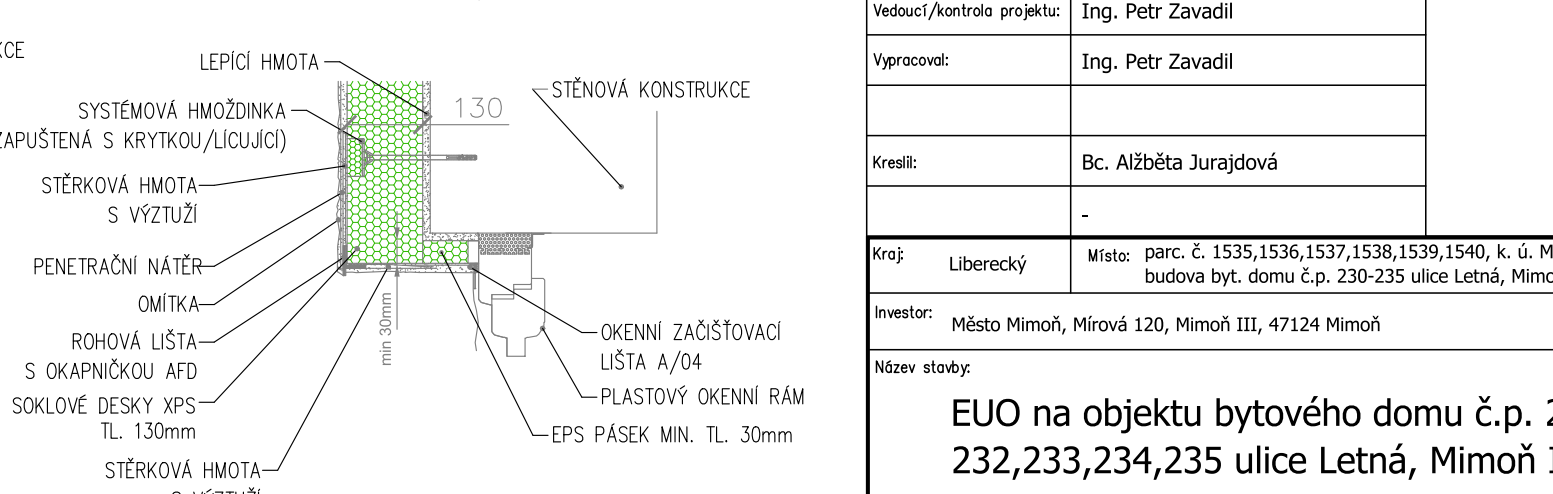 KCE
LEPÍCÍ HMOTA
SYSTÉMOVÁ HMOŽDINKA
ZAPUŠTENÁ S KRYTKOU/LÍCUJÍCÍ)
STĚRKOVÁ HMOTA
S VÝZTUŽÍ
PENETRAČNÍ NÁTĚR
OMÍTKA
ROHOVÁ LIŠTA
S OKAPNIČKOU AFD
SOKLOVÉ DESKY XPS
TL. 130mm
STĚRKOVÁ HMOTA
S VÝZTUŽÍ
130
min 30mm
STĚNOVÁ KONSTRUKCE
OKENNÍ ZAČIŠŤOVACÍ
LIŠTA A/04
PLASTOVÝ OKENNÍ RÁM
EPS PÁSEK MIN. TL. 30mm
Vedoucí/kontrola projektu: Ing. Petr Zavadil
Vypracoval: Ing. Petr Zavadil
Kreslil: Bc. Alžběta Jurajdová
-
Kraj: Liberecký
Místo: parc. č. 1535,1536,1537,1538,1539,1540, k. ú. M
budova byt. domu č.p. 230-235 ulice Letná, Mimo
Investor: Město Mimoň, Mírová 120, Mimoň III, 47124 Mimoň
Název stavby:
EUO na objektu bytového domu č.p. 2
232,233,234,235 ulice Letná, Mimoň I